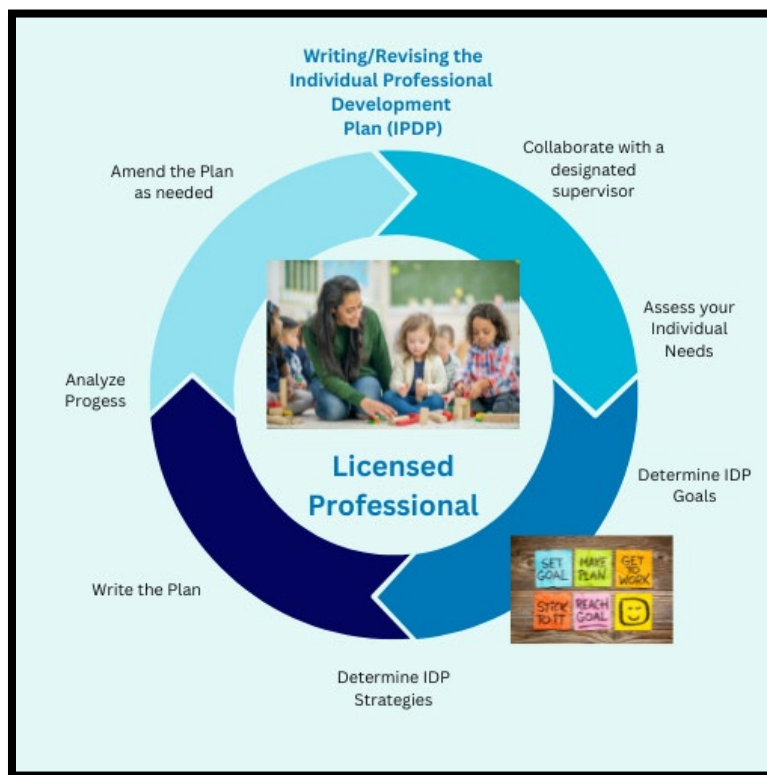 Writing/Revising the
Individual Professional
Development
Plan (IPDP)
Collaborate with a
designated
supervisor
Assess your
Individual
Needs
Determine IDP
Goals
Determine IDP
Strategies
Write the Plan
Analyze
Progess
Amend the Plan
as needed
Licensed
Professional
SET
GOAL
MAKE
PLAN
GET
TO
WORK
STICK
TO IT
REACH
GOAL